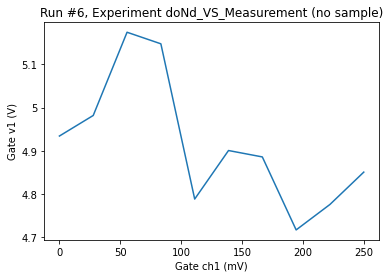 Run #6, Experiment doNd_VS_Measurement (no sample)
Gate v1 (V)
5.1
5
4.9
4.8
4.7
0 50 100 150 200 250
Gate ch1 (mV)